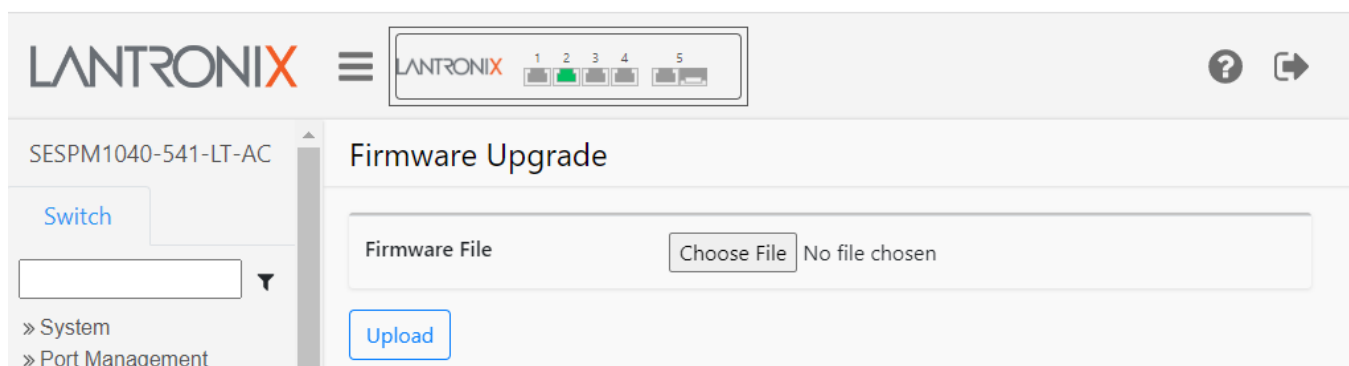 LANTRONIX
LANTRONIX 1 2 3 4 5
SESPM1040-541-LT-AC
Firmware Upgrade
Switch
Firmware File Choose File No file chosen
» System
Upload
» Port Management